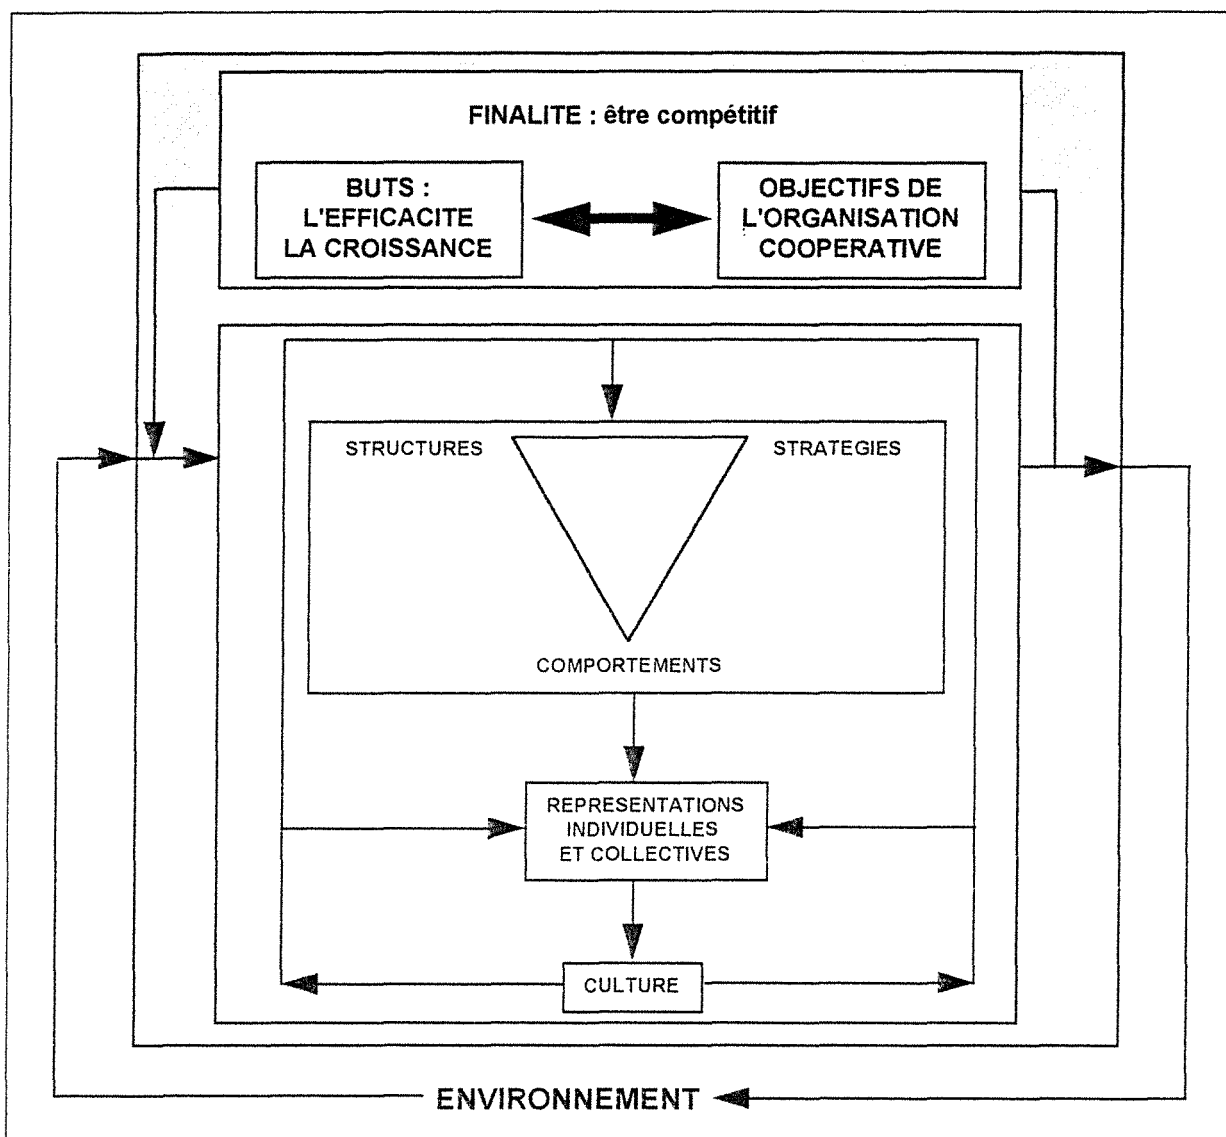 FINALITE : être compétitif
BUTS :
L'EFFICACITE
LA CROISSANCE
OBJECTIFS DE
L'ORGANISATION
COOPERATIVE
STRUCTURES
STRATEGIES
COMPORTEMENTS
REPRESENTATIONS
INDIVIDUELLES
ET COLLECTIVES
CULTURE
ENVIRONNEMENT